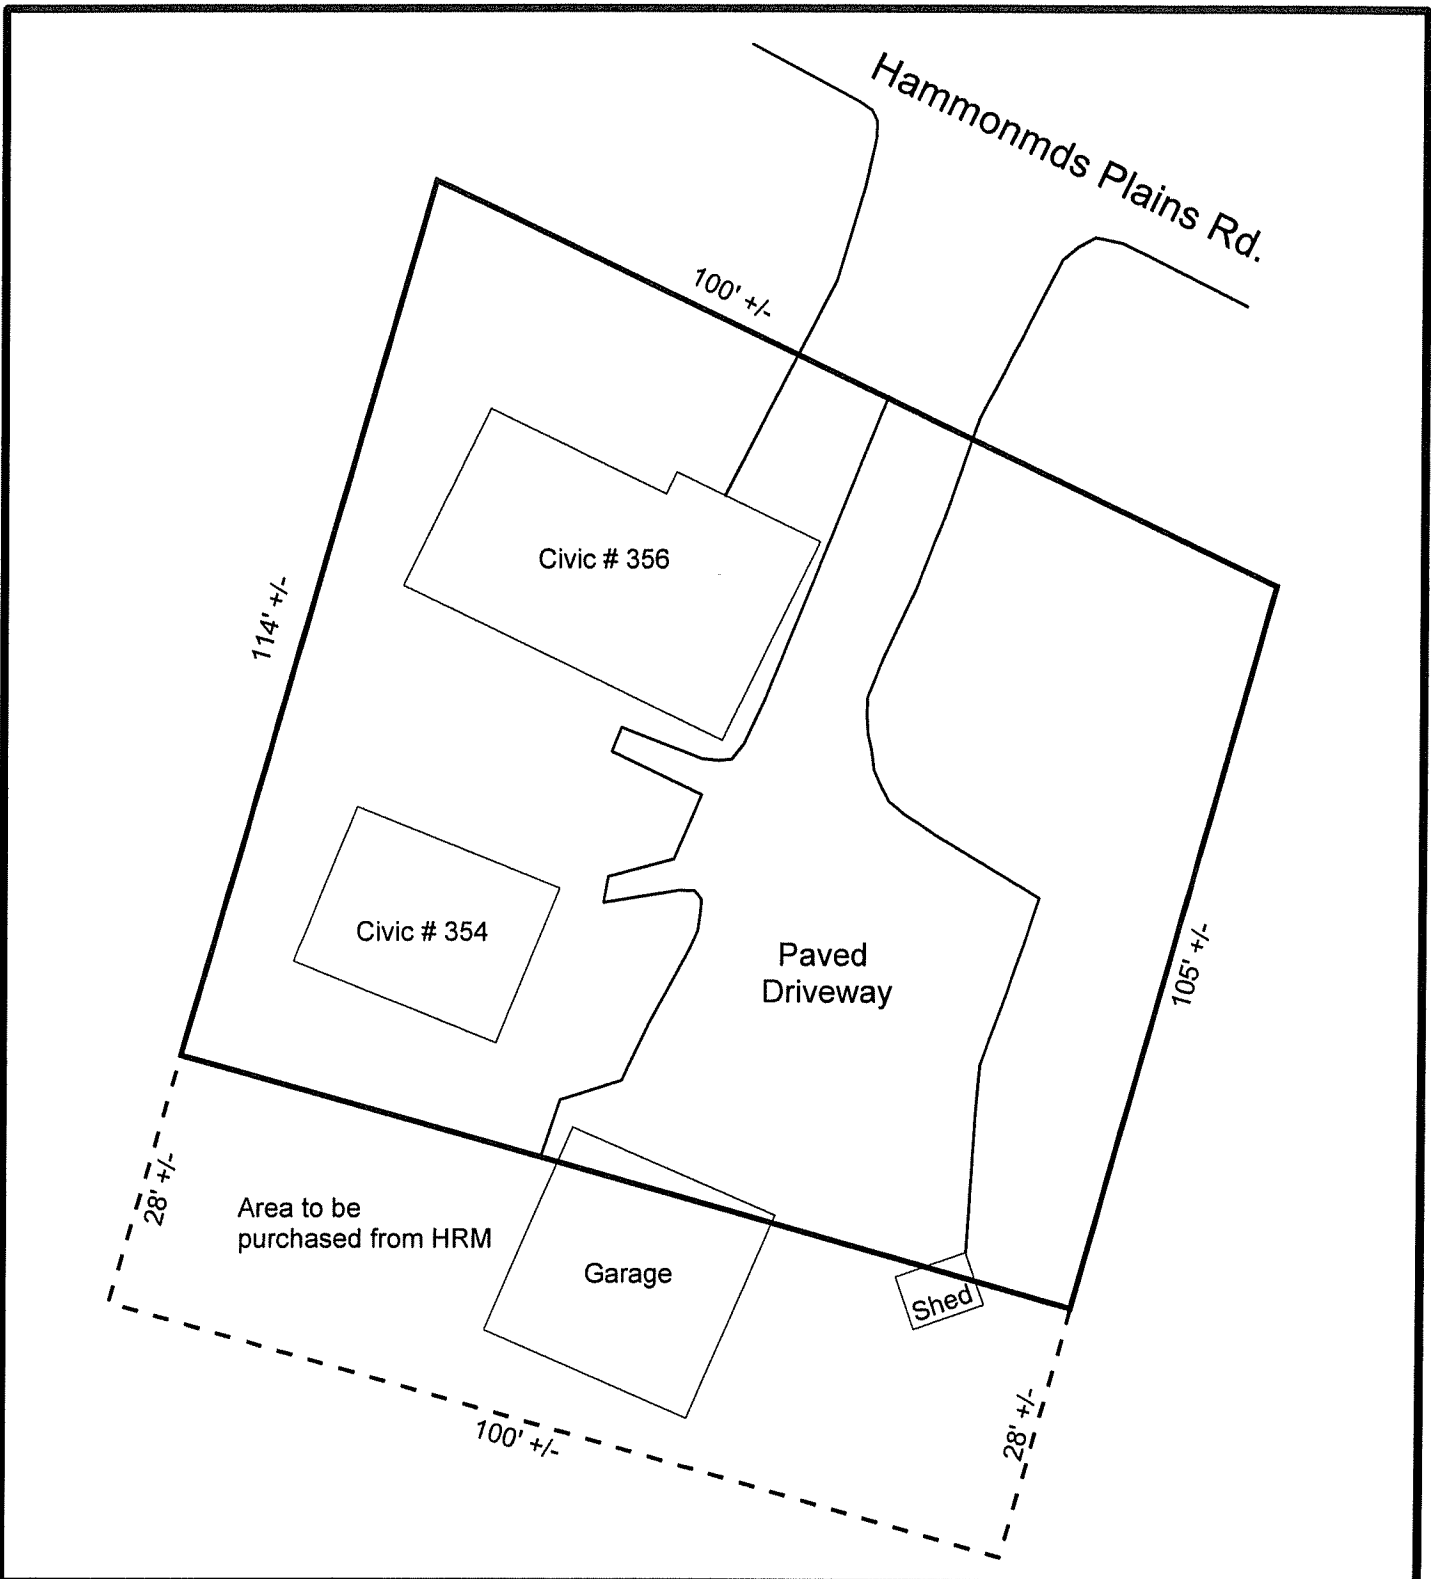 Hammonmds Plains Rd.
100' +/-
Civic # 356
114' +/-
Civic # 354
Paved
Driveway
105' +/-
28' +/-
Area to be
purchased from HRM
Garage
Shed
100' +/-
28' +/-